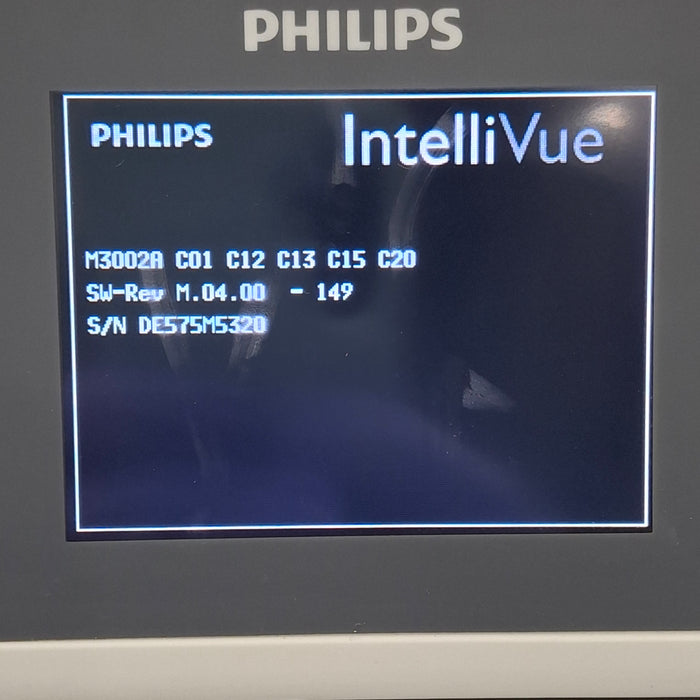 PHILIPS
PHILIPS IntelliVue
M3002A C01 C12 C13 C15 C20
SW-Rev M.04.00 - 149
S/N DE575M5320